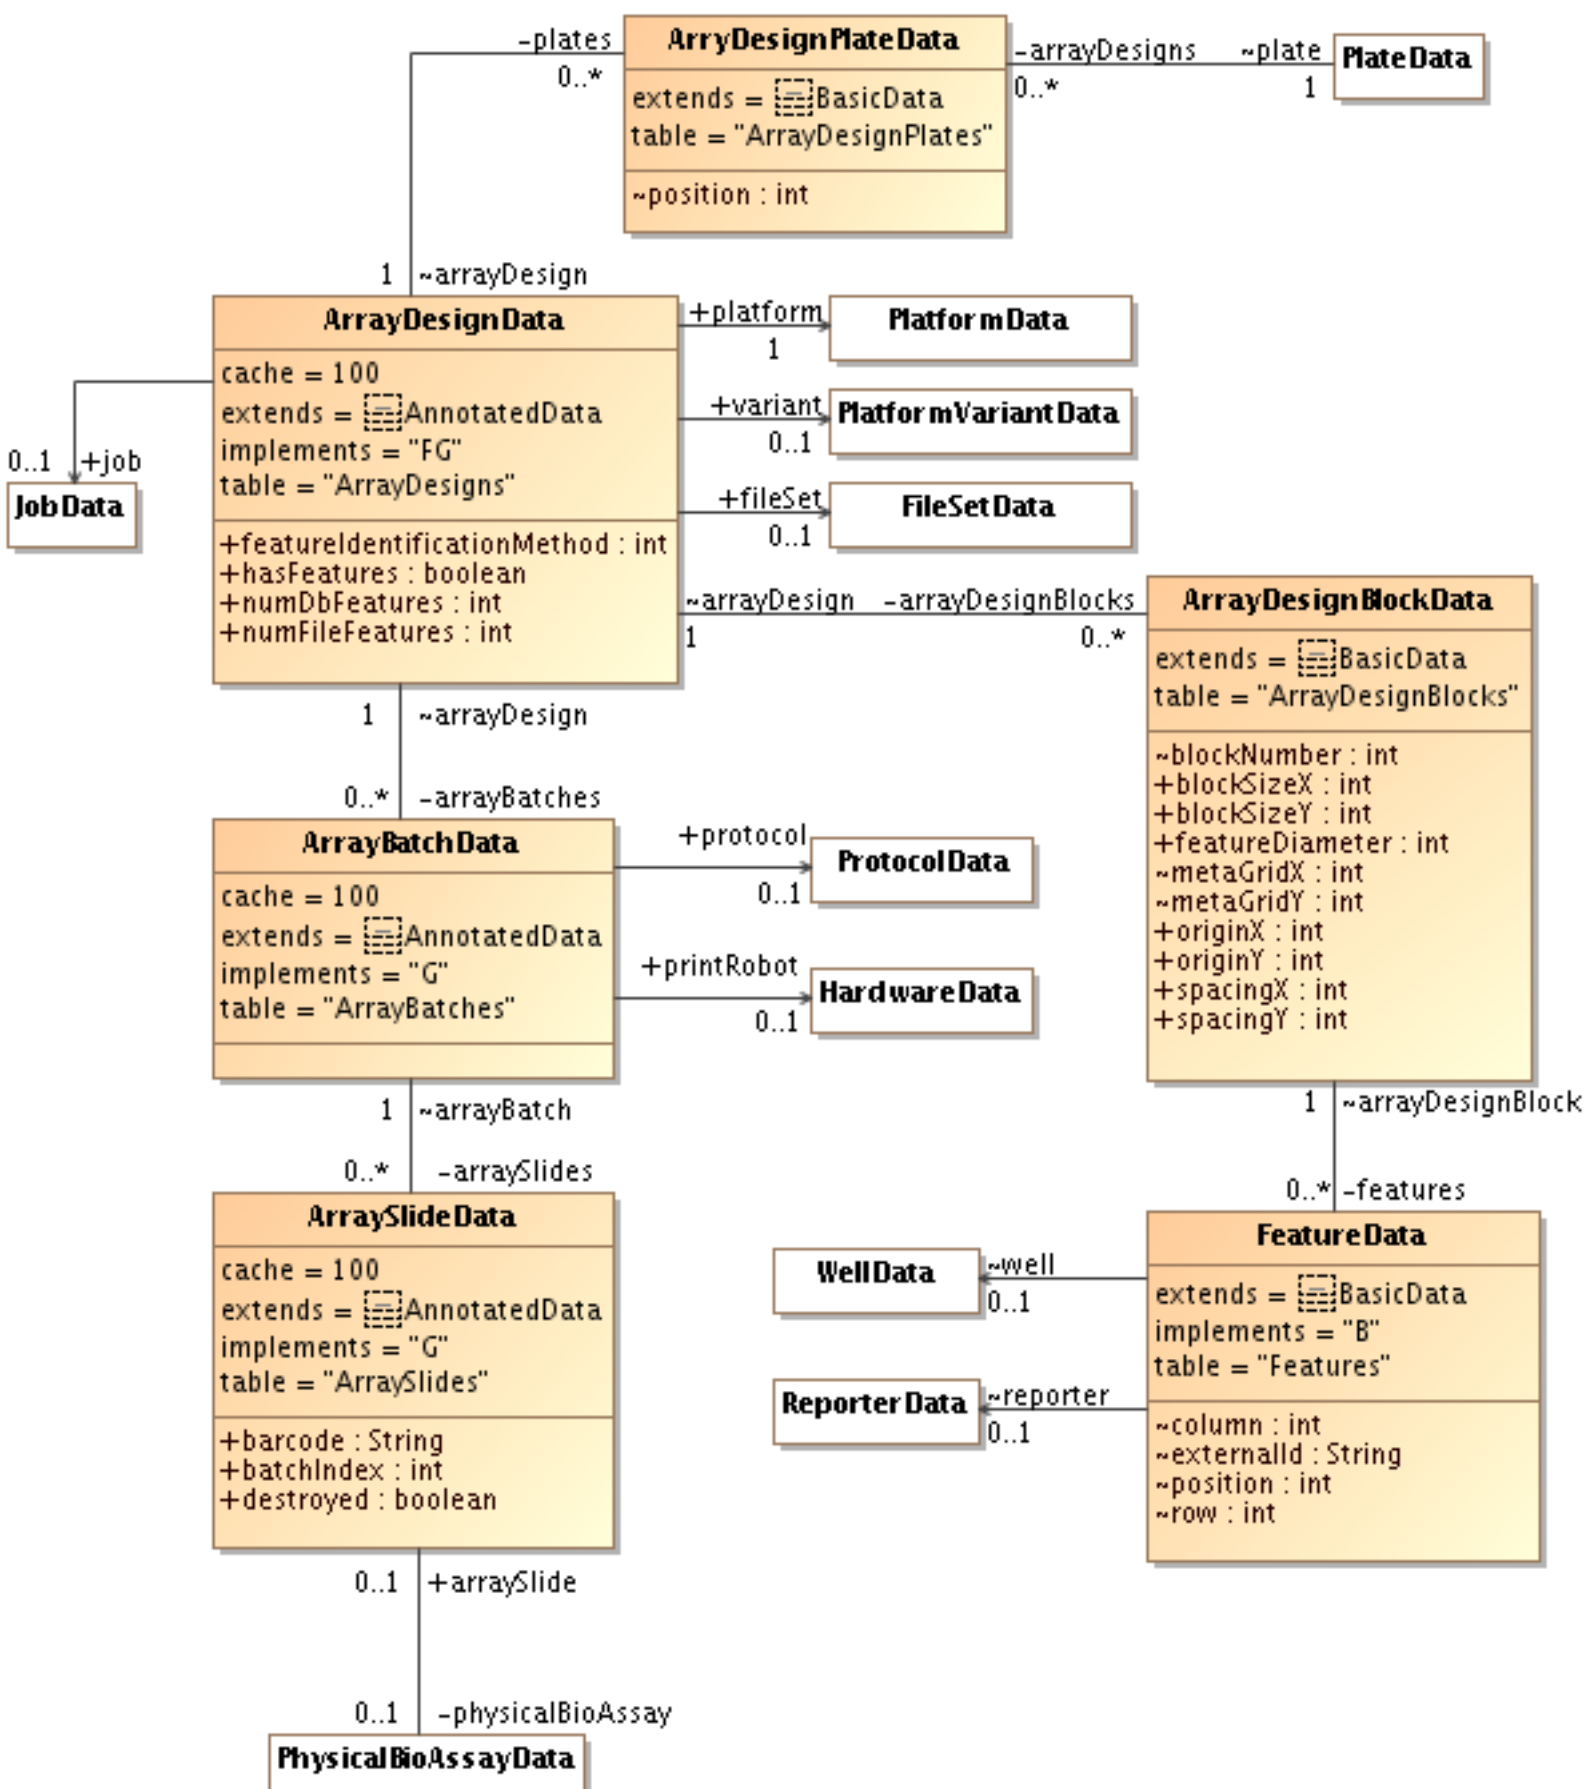 ArryDesignPlateData
extends = BasicData
table = "ArrayDesignPlates"
~position : int
-plates
0..*
-arrayDesigns
0..*
~plate
1
PlateData
1 ~arrayDesign
ArrayDesignData
cache = 100
extends = AnnotatedData
implements = "FG"
table = "ArrayDesigns"
+featureIdentificationMethod : int
+hasFeatures : boolean
+numDbFeatures : int
+numFileFeatures : int
0..1 +job
JobData
+platform
1
PlatformData
+variant
0..1
PlatformVariantData
+fileSet
0..1
FileSetData
~arrayDesign
1
-arrayDesignBlocks
0..*
ArrayDesignBlockData
extends = BasicData
table = "ArrayDesignBlocks"
~blockNumber : int
+blockSizeX : int
+blockSizeY : int
+featureDiameter : int
~metaGridX : int
~metaGridY : int
+originX : int
+originY : int
+spacingX : int
+spacingY : int
1 ~arrayDesign
0..* -arrayBatches
ArrayBatchData
cache = 100
extends = AnnotatedData
implements = "G"
table = "ArrayBatches"
+protocol
0..1
ProtocolData
+printRobot
0..1
HardwareData
1 ~arrayBatch
0..* -arraySlides
ArraySlideData
cache = 100
extends = AnnotatedData
implements = "G"
table = "ArraySlides"
+barcode : String
+batchIndex : int
+destroyed : boolean
1 ~arrayDesignBlock
0..* -features
FeatureData
extends = BasicData
implements = "B"
table = "Features"
~column : int
~externalId : String
~position : int
~row : int
~well
0..1
WellData
~reporter
0..1
ReporterData
0..1 +arraySlide
0..1 -physicalBioAssay
PhysicalBioAssayData